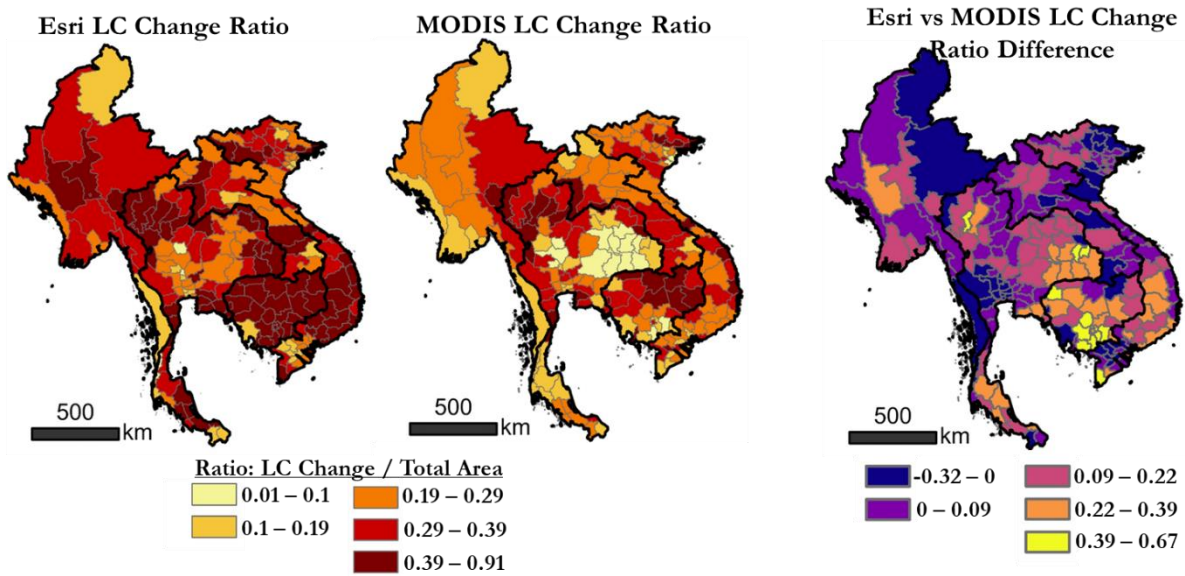 Esri LC Change Ratio
MODIS LC Change Ratio
Esri vs MODIS LC Change
Ratio Difference
500
km
500
km
500
km
Ratio: LC Change / Total Area
0.01 – 0.1
0.1 – 0.19
0.19 – 0.29
0.29 – 0.39
0.39 – 0.91
-0.32 – 0
0 – 0.09
0.09 – 0.22
0.22 – 0.39
0.39 – 0.67